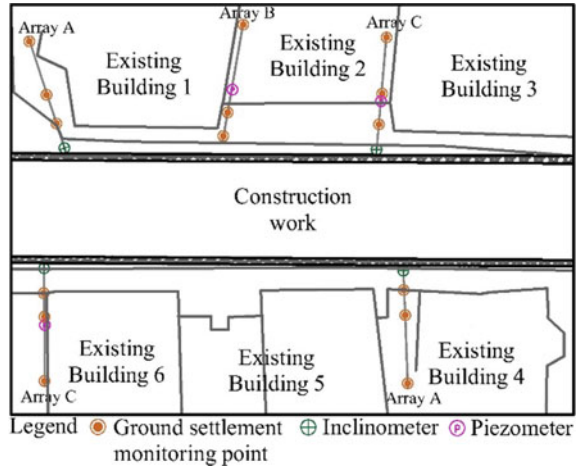 Array A
Array B
Array C
Existing
Building 1
Existing
Building 2
Existing
Building 3
Construction
work
Existing
Building 6
Existing
Building 5
Existing
Building 4
Array C
Array A
Legend Ground settlement
monitoring point
Inclinometer
P Piezometer